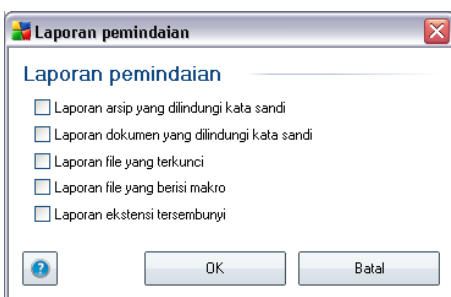 Laporan pemindaian
Laporan pemindaian
Laporan arsip yang dilindungi kata sandi
Laporan dokumen yang dilindungi kata sandi
Laporan file yang terkunci
Laporan file yang berisi makro
Laporan ekstensi tersembunyi
? OK Batal